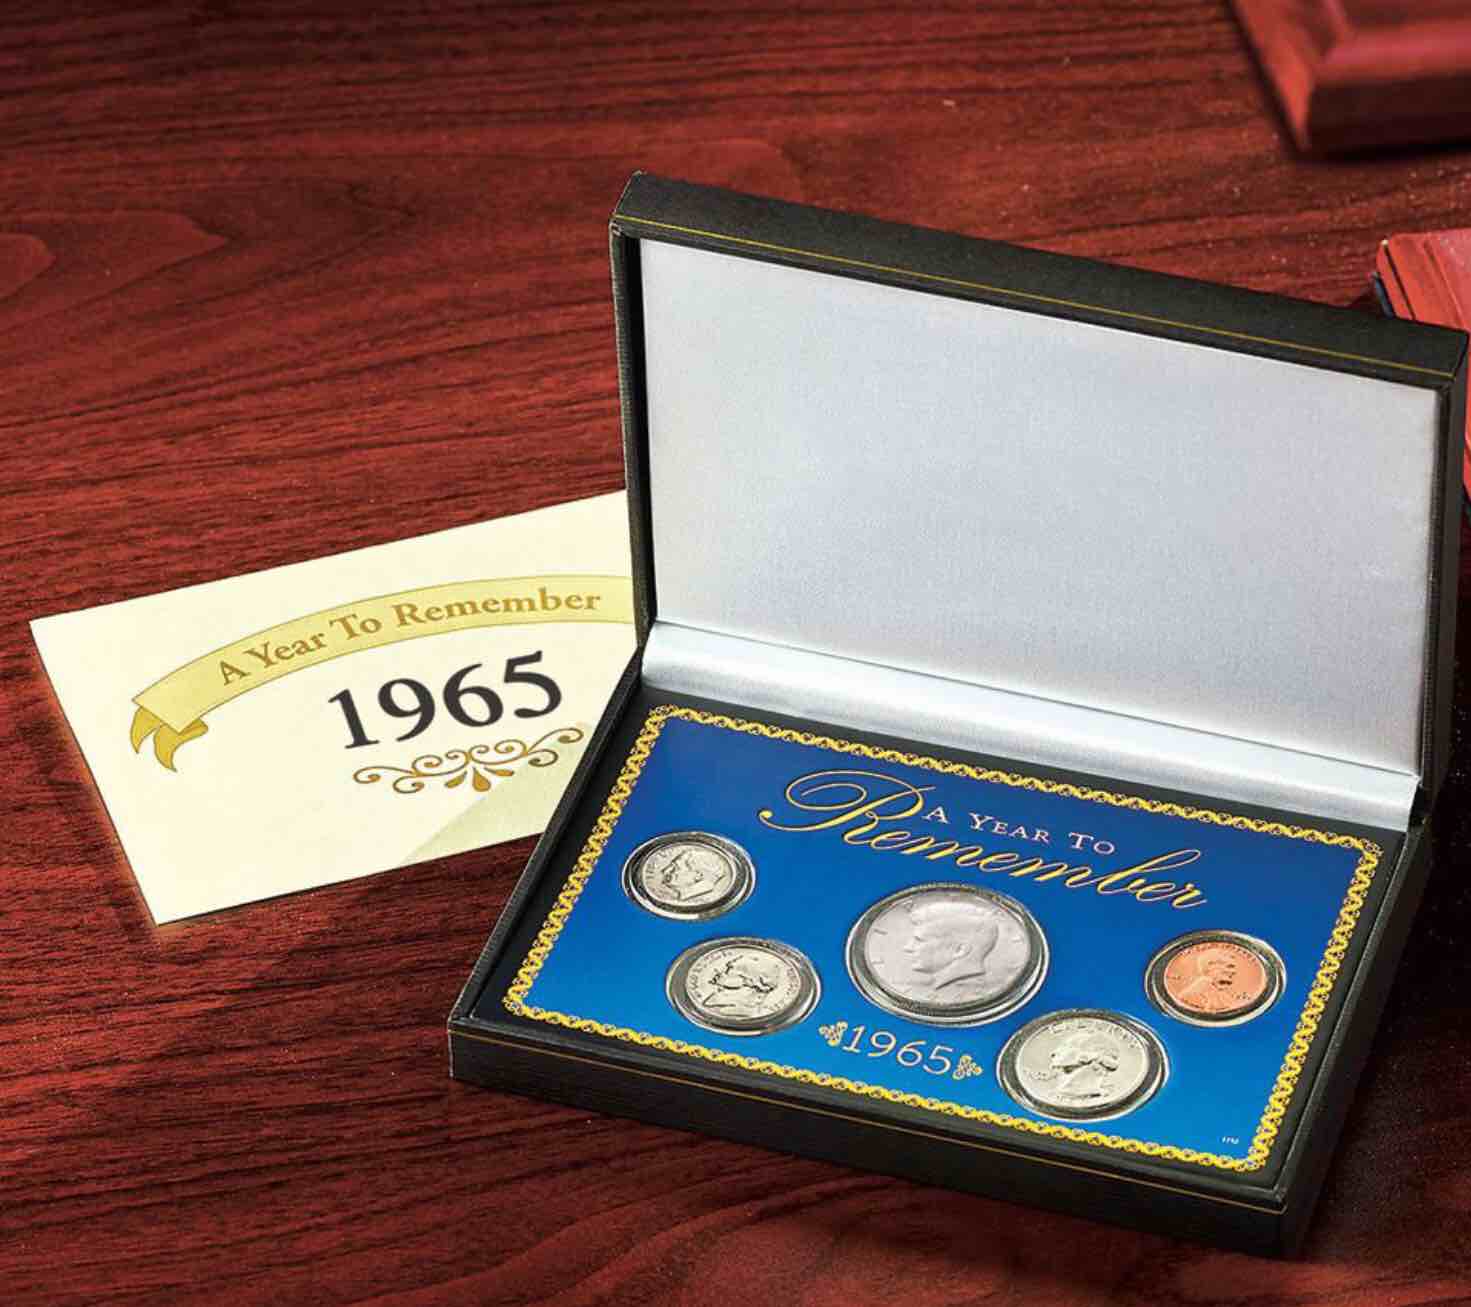 A Year To Remember
1965
A YEAR TO
Remember
1965